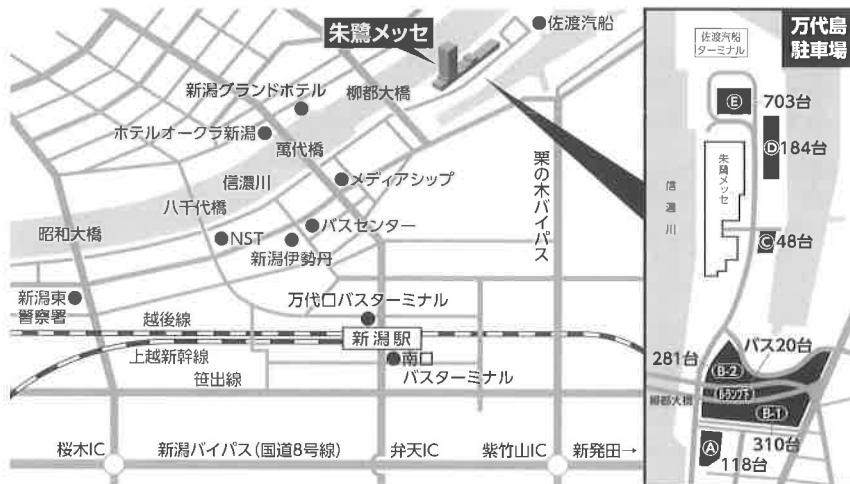 朱鷺メッセ
佐渡汽船
新潟グランドホテル
柳都大橋
ホテルオークラ新潟
萬代橋
信濃川
メディアシップ
八千代橋
バスセンター
昭和大橋
NST
新潟伊勢丹
栗の木バイパス
新潟東
警察署
万代口バスターミナル
越後線
新潟駅
上越新幹線
南口
バスターミナル
笹出線
桜木IC
新潟バイパス(国道8号線)
弁天IC
紫竹山IC
新発田→
万代島
駐車場
佐渡汽船
ターミナル
Ⓔ
703台
Ⓓ
184台
朱鷺メッセ
信濃川
Ⓒ
48台
バス20台
281台
B-2
B-ランプ下
柳都大橋
B-1
310台
Ⓐ
118台